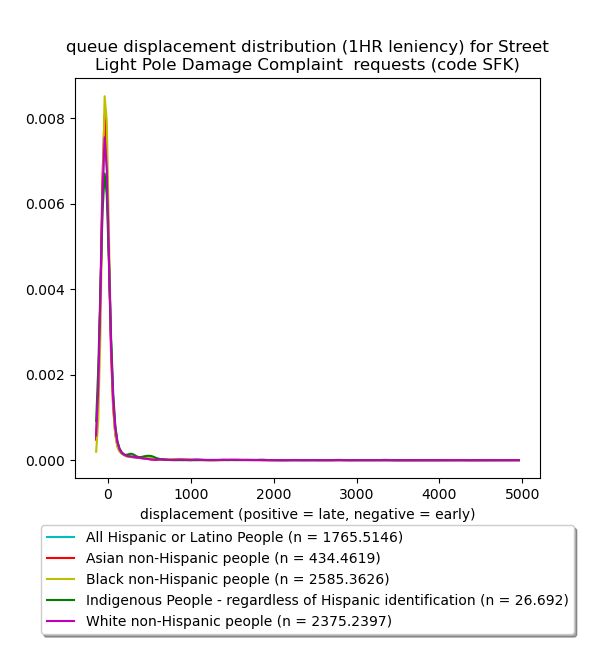 queue displacement distribution (1HR leniency) for Street
Light Pole Damage Complaint  requests (code SFK)
0.008
0.006
0.004
0.002
0.000
0 1000 2000 3000 4000 5000
displacement (positive = late, negative = early)
All Hispanic or Latino People (n = 1765.5146)
Asian non-Hispanic people (n = 434.4619)
Black non-Hispanic people (n = 2585.3626)
Indigenous People - regardless of Hispanic identification (n = 26.692)
White non-Hispanic people (n = 2375.2397)